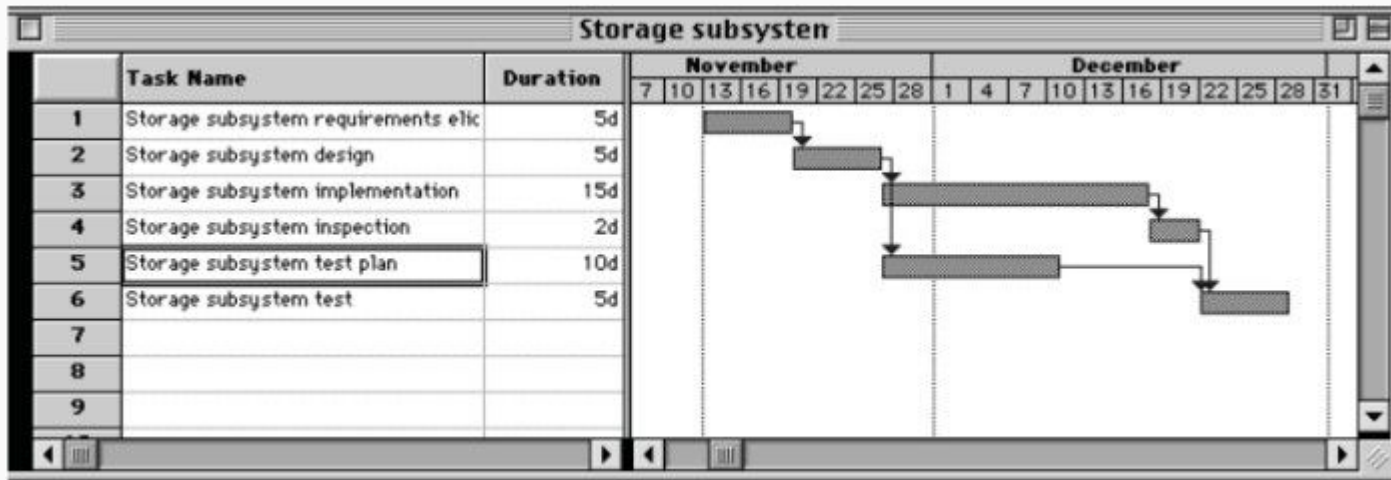 Storage subsysten
Task Name Duration November December
7 10 13 16 19 22 25 28 1 4 7 10 13 16 19 22 25 28 31
1 Storage subsystem requirements elic 5d
2 Storage subsystem design 5d
3 Storage subsystem implementation 15d
4 Storage subsystem inspection 2d
5 Storage subsystem test plan 10d
6 Storage subsystem test 5d
7
8
9